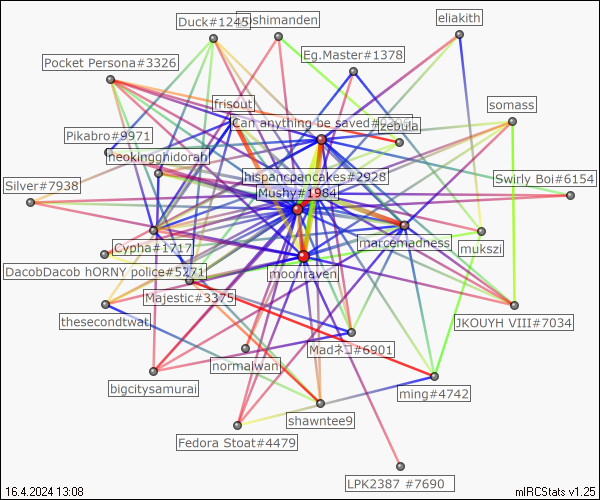 Duck#1245
sushimanden
eliakith
Eg.Master#1378
Pocket Persona#3326
frisout
somass
Can anything be saved#
zebula
Pikabro#9971
neokingghidorah
hispancpancakes#2928
Swirly Boi#6154
Silver#7938
Mushy#1984
marcemadness
mukszi
Cypha#1717
DacobDacob hORNY police#5271
moonraven
Majestic#3375
thesecondtwat
JKOUYH VIII#7034
Madネコ#6901
normalwan
bigcitysamurai
ming#4742
shawntee9
Fedora Stoat#4479
LPK2387 #7690
16.4.2024 13:08
mIRCStats v1.25